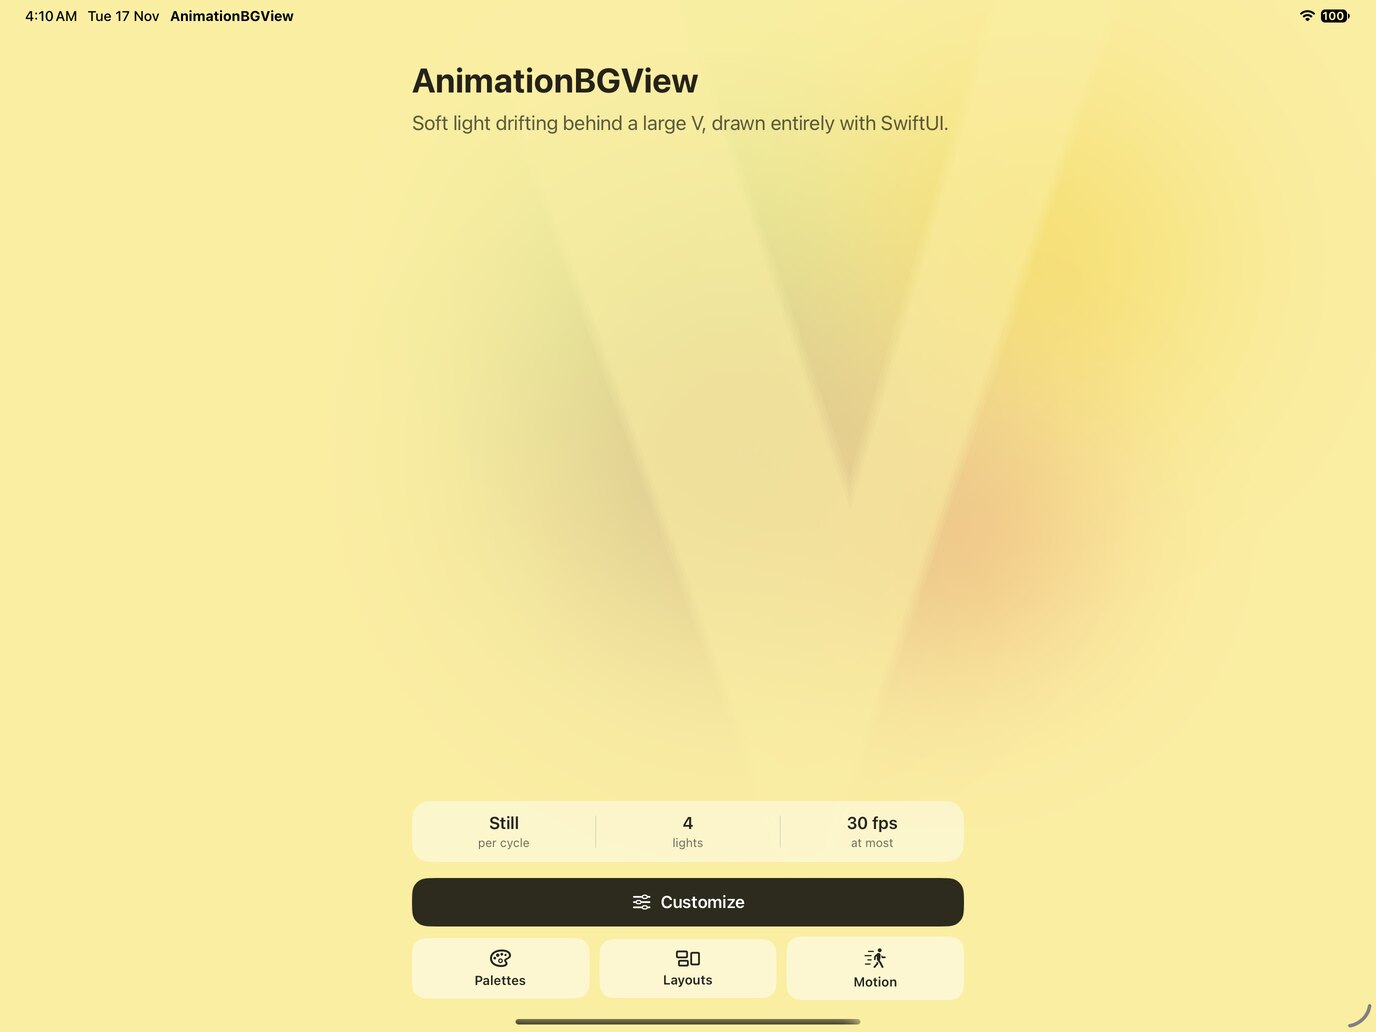 4:10 AM Tue 17 Nov AnimationBGView
100
AnimationBGView
Soft light drifting behind a large V, drawn entirely with SwiftUI.
V
Still 4 30 fps
per cycle lights at most
Customize
Palettes Layouts Motion